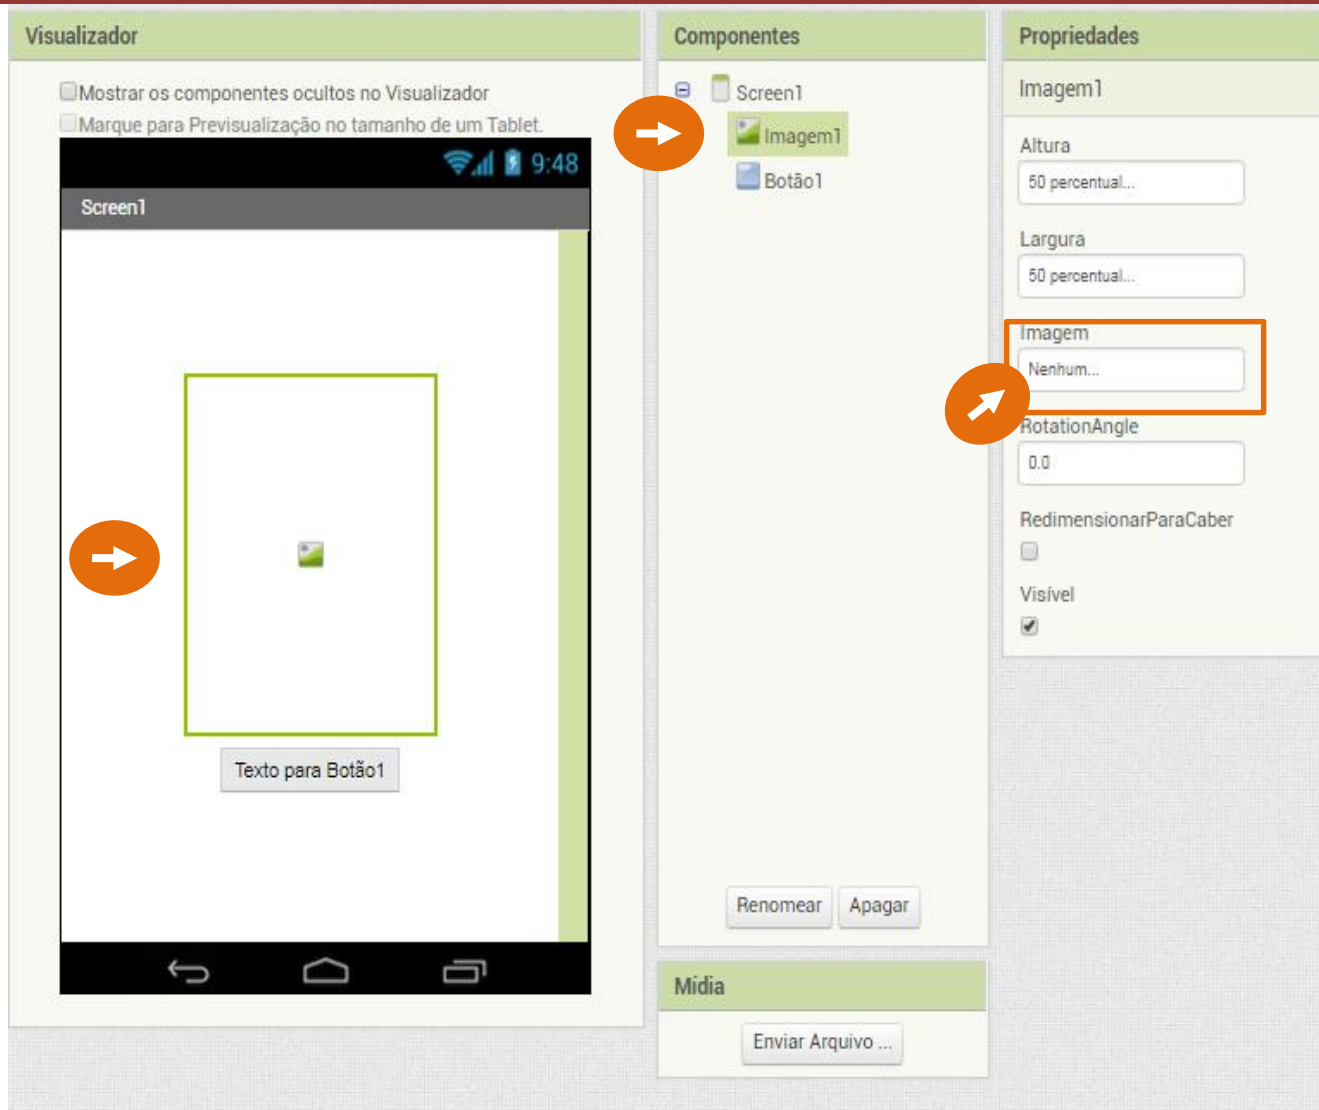 Visualizador
Mostrar os componentes ocultos no Visualizador
Marque para Previsualização no tamanho de um Tablet.
9:48
Screen1
Texto para Botão1
Componentes
Screen1
Imagem1
Botão1
Renomear Apagar
Mídia
Enviar Arquivo ...
Propriedades
Imagem1
Altura
50 percentual...
Largura
50 percentual...
Imagem
Nenhum...
RotationAngle
0.0
RedimensionarParaCaber
Visível